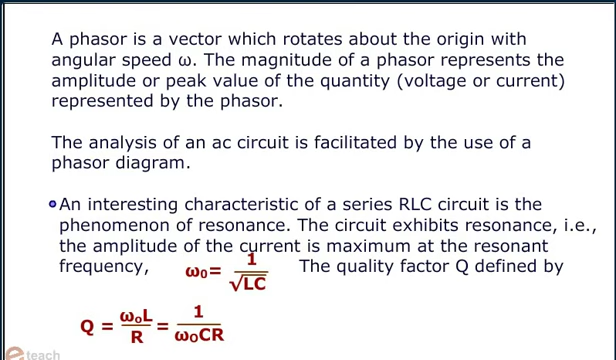 A phasor is a vector which rotates about the origin with
angular speed ω. The magnitude of a phasor represents the
amplitude or peak value of the quantity (voltage or current)
represented by the phasor.
The analysis of an ac circuit is facilitated by the use of a
phasor diagram.
An interesting characteristic of a series RLC circuit is the
phenomenon of resonance. The circuit exhibits resonance, i.e.,
the amplitude of the current is maximum at the resonant
frequency, ω₀ = 1/√LC The quality factor Q defined by
Q = ω₀L/R = 1/ω₀CR
e teach